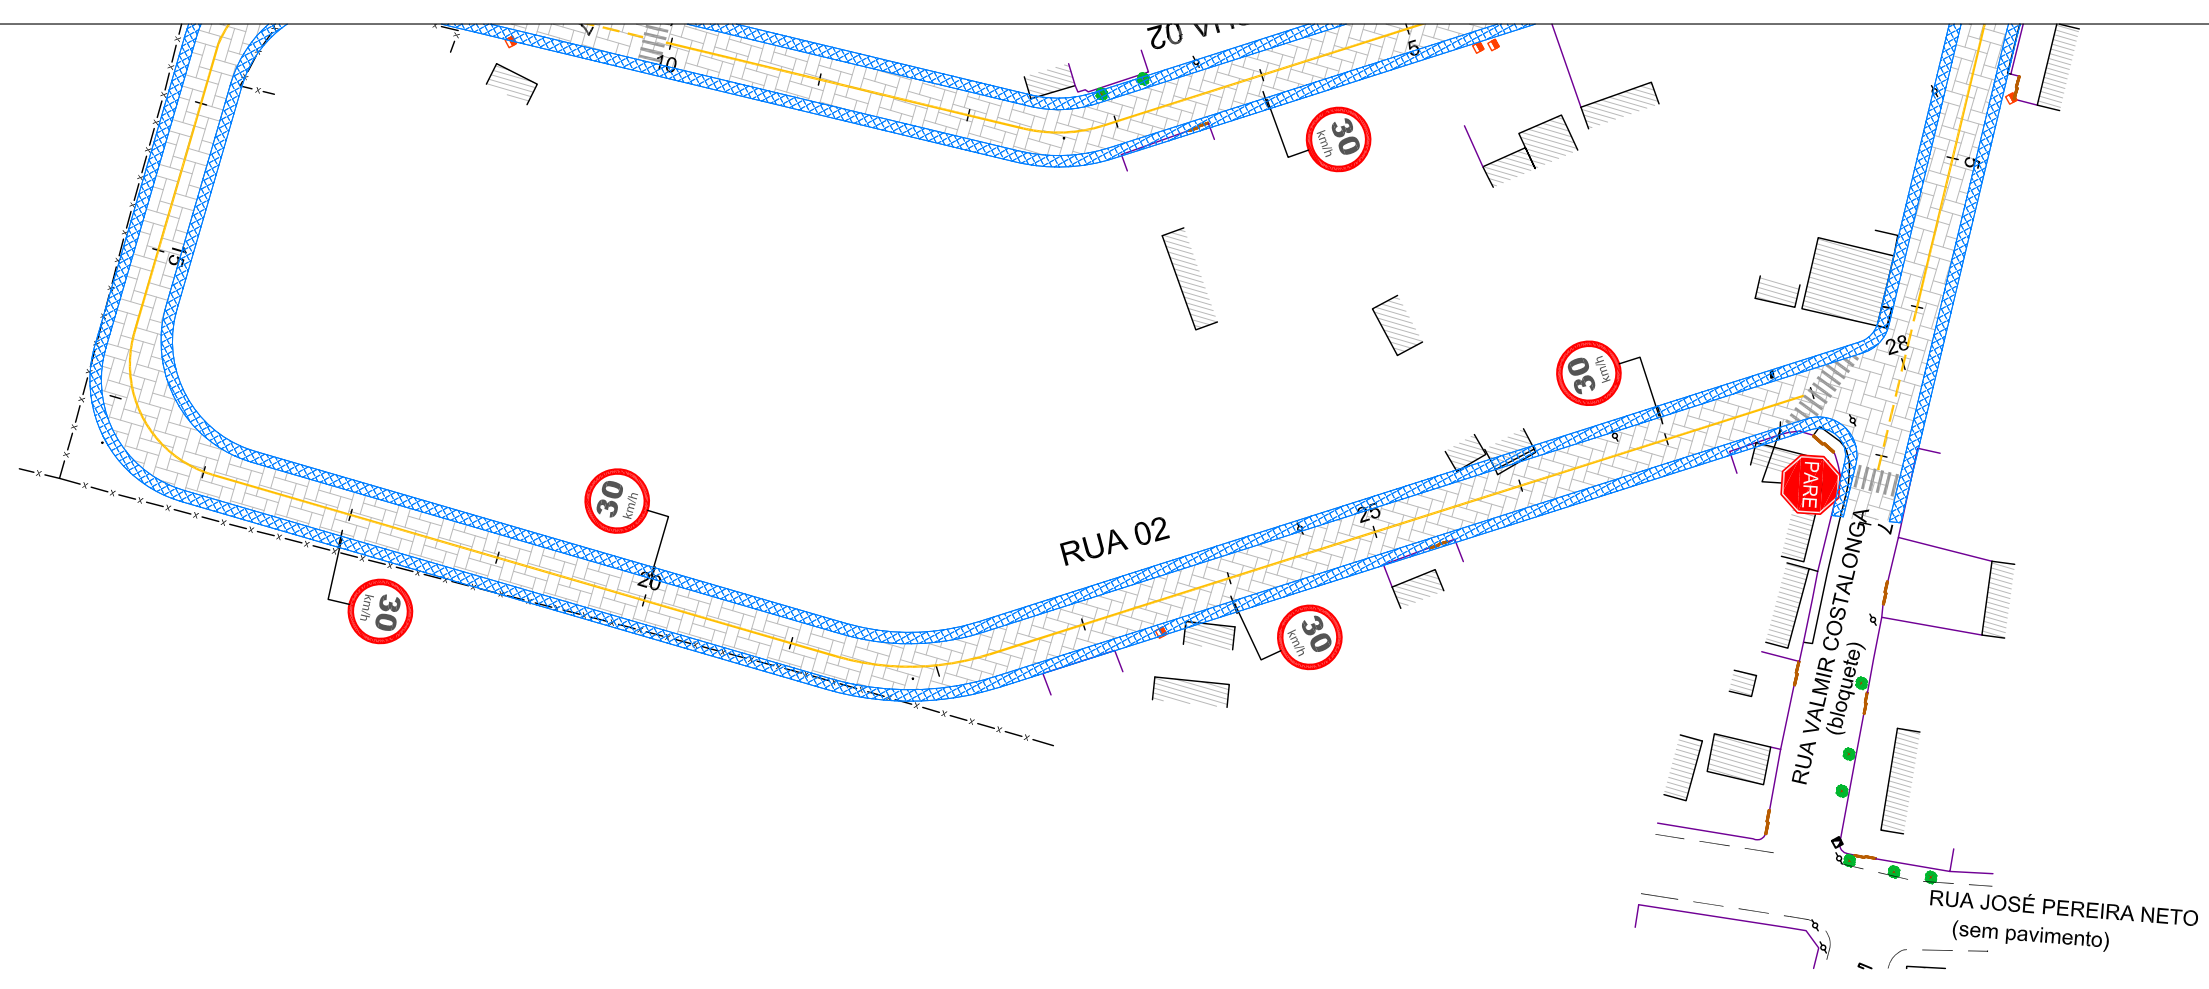 RUA 02
10
5
30
km/h
5
15
28
30
km/h
30
km/h
PARE
25
RUA 02
20
7
30
km/h
30
km/h
RUA VALMIR COSTALONGA
(bloquete)
RUA JOSÉ PEREIRA NETO
(sem pavimento)